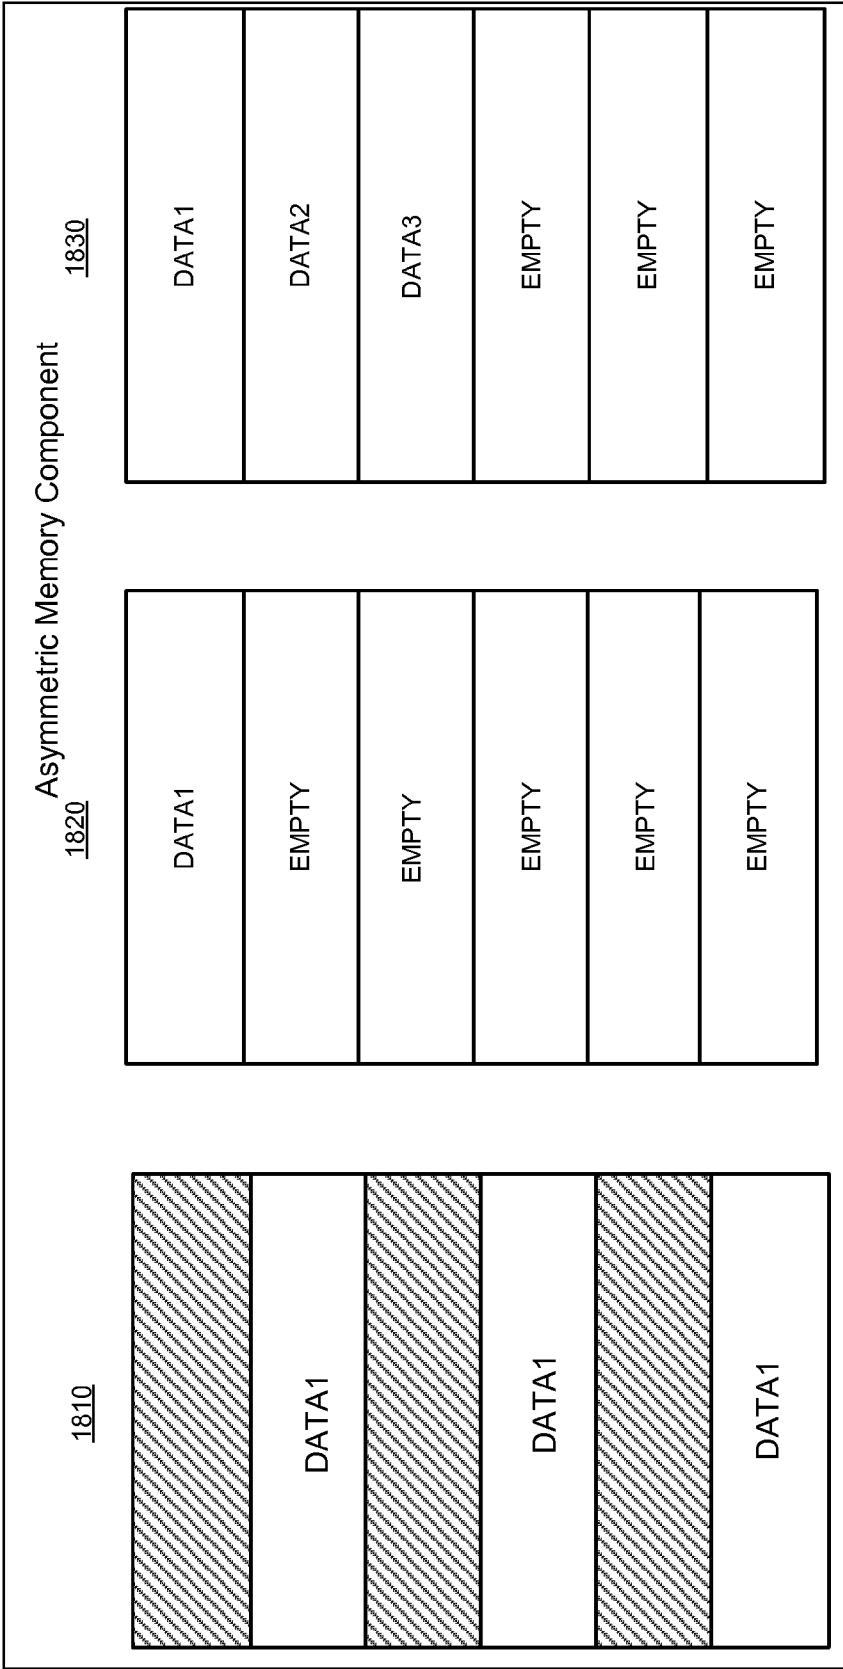 Asymmetric Memory Component
1810
DATA1
DATA1
DATA1
1820
DATA1
EMPTY
EMPTY
EMPTY
EMPTY
EMPTY
1830
DATA1
DATA2
DATA3
EMPTY
EMPTY
EMPTY